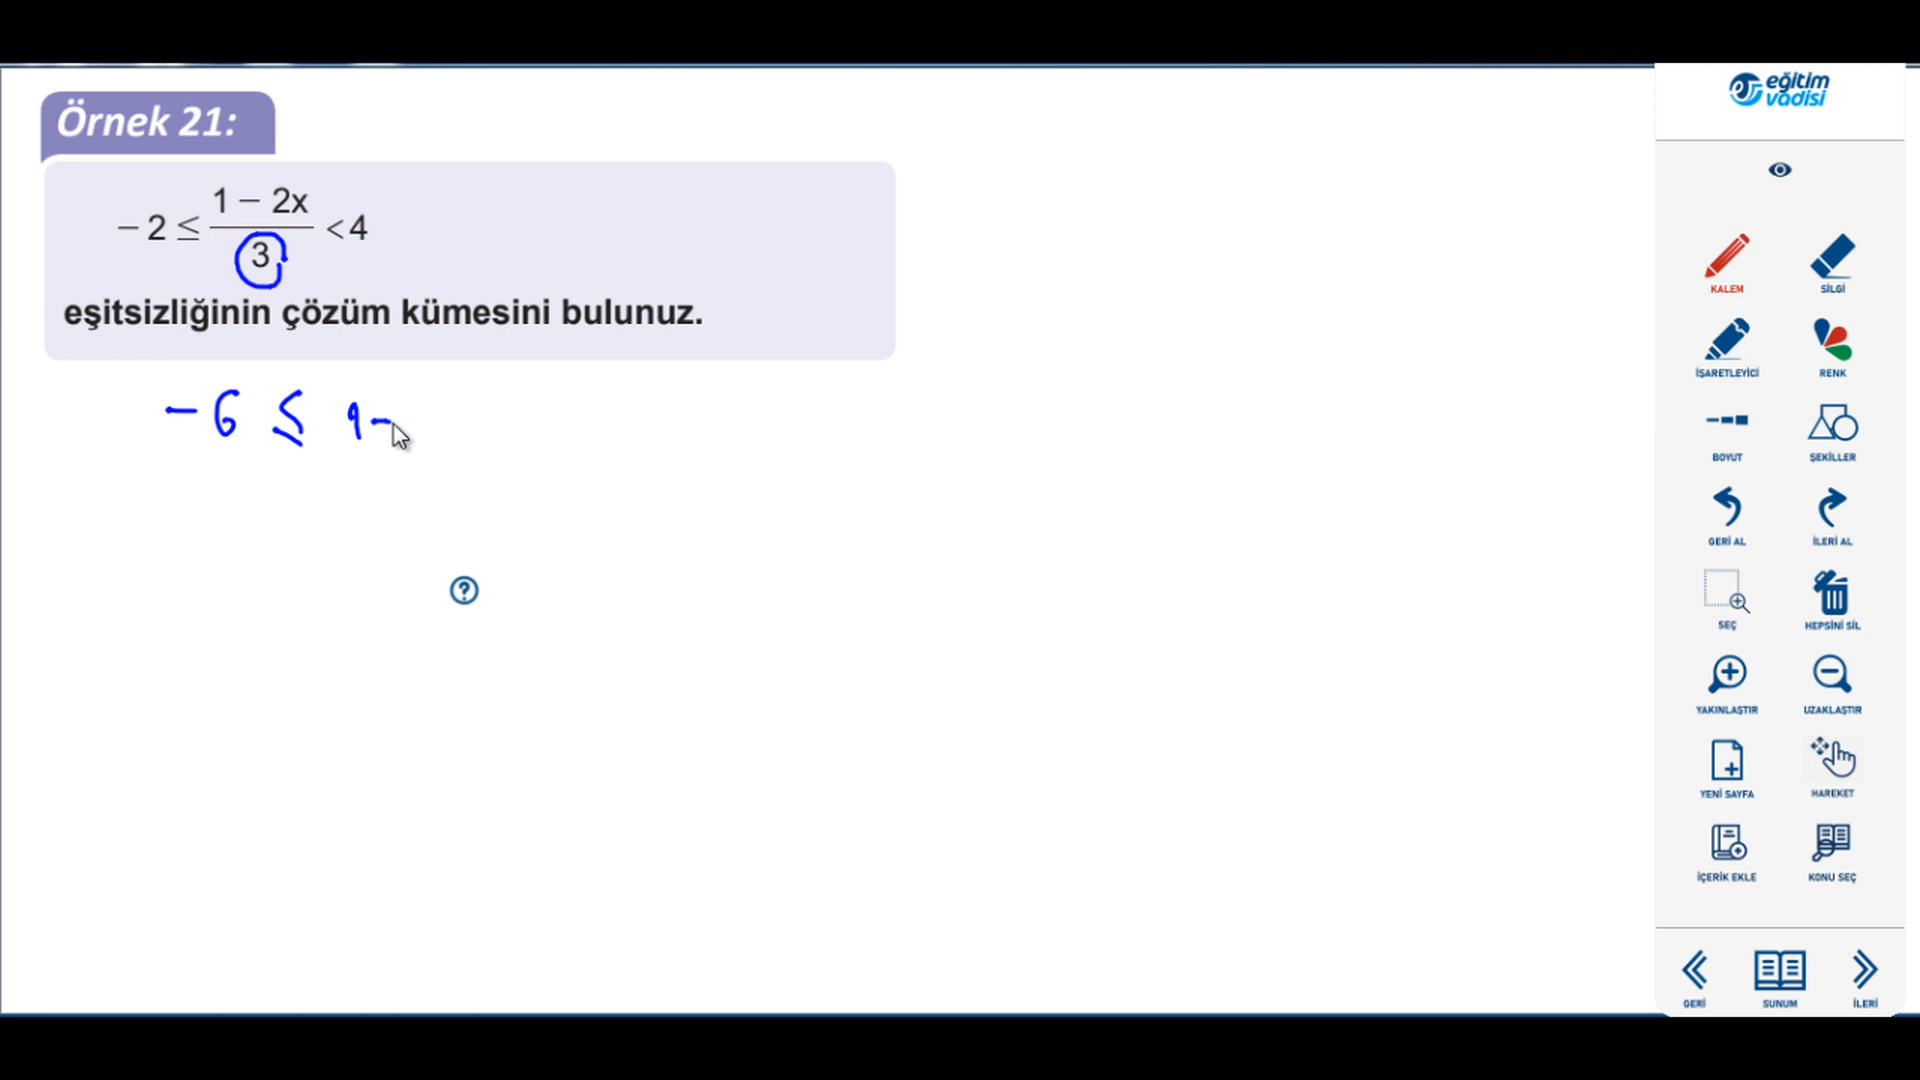 Örnek 21:
− 2 ≤ (1 − 2x)/3 < 4
eşitsizliğinin çözüm kümesini bulunuz.
− 6 ≤ 1 −
eğitim
vadisi
KALEM SİLGİ
İŞARETLEYİCİ RENK
BOYUT ŞEKİLLER
GERİ AL İLERİ AL
SEÇ HEPSİNİ SİL
YAKINLAŞTIR UZAKLAŞTIR
YENİ SAYFA HAREKET
İÇERİK EKLE KONU SEÇ
GERİ SUNUM İLERİ